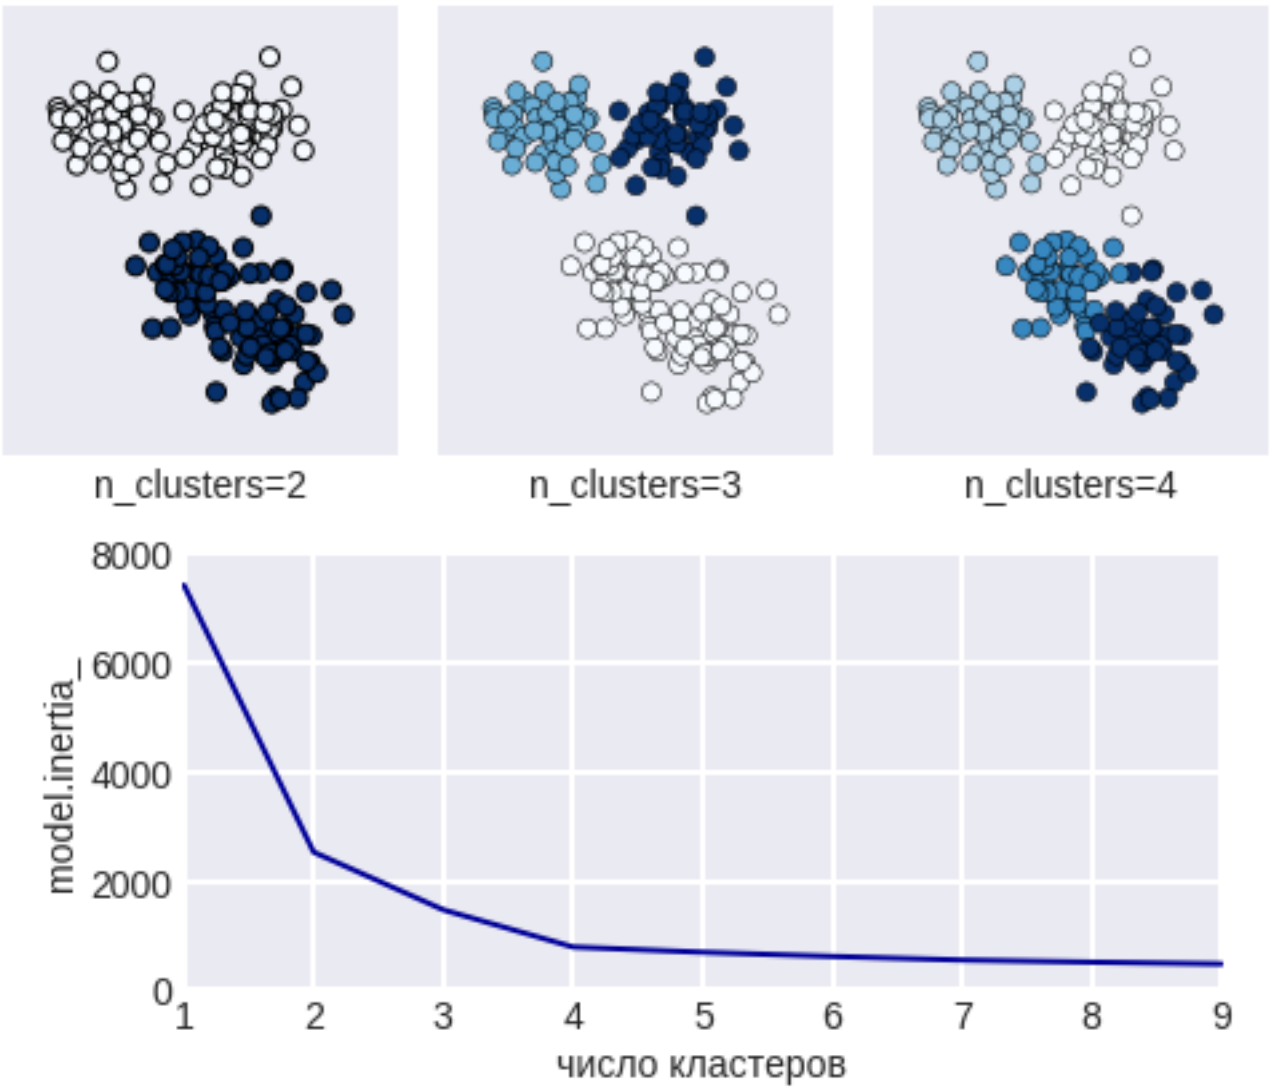 n_clusters=2
n_clusters=3
n_clusters=4
8000
6000
4000
2000
0
model.inertia_
1 2 3 4 5 6 7 8 9
число кластеров